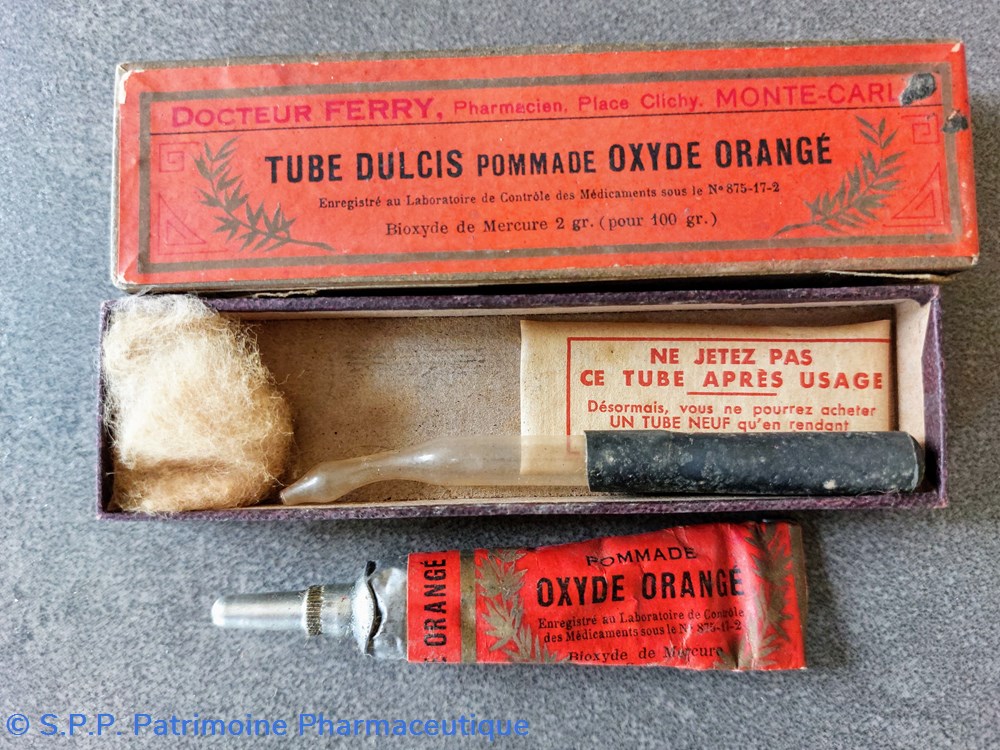 DOCTEUR FERRY, Pharmacien, Place Clichy. MONTE-CARL
TUBE DULCIS POMMADE OXYDE ORANGÉ
Enregistré au Laboratoire de Contrôle des Médicaments sous le Nº 875-17-2
Bioxyde de Mercure 2 gr. (pour 100 gr.)
NE JETEZ PAS
CE TUBE APRÈS USAGE
Désormais, vous ne pourrez acheter
UN TUBE NEUF qu'en rendant
ORANGÉ
POMMADE
OXYDE ORANGÉ
Enregistré au Laboratoire de Contrôle
des Médicaments sous le Nº 875-17-2
Bioxyde de Mercure
© S.P.P. Patrimoine Pharmaceutique